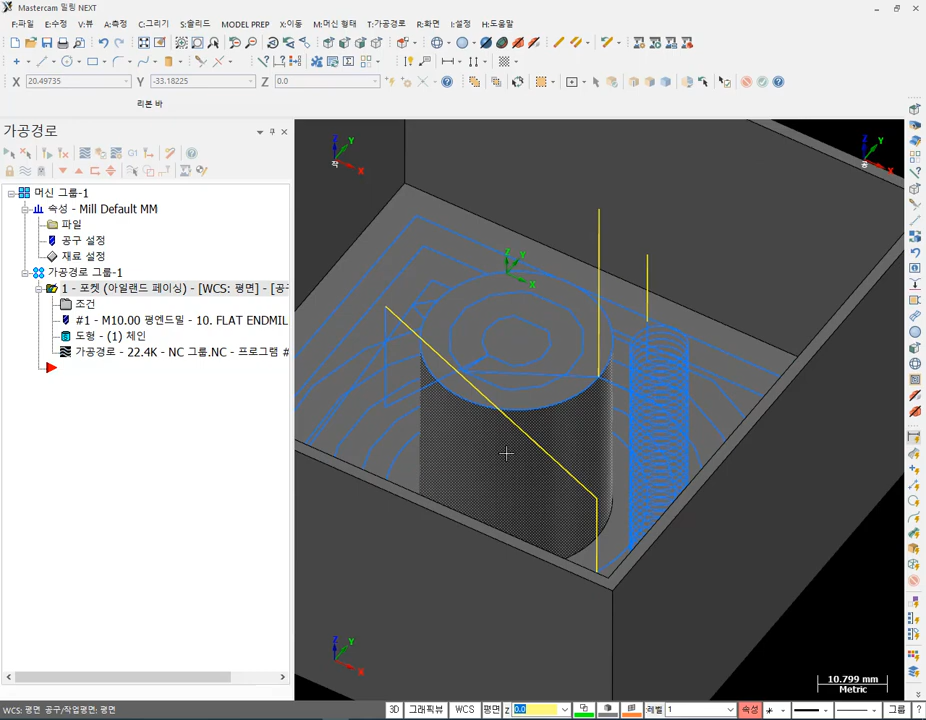 Mastercam 밀링 NEXT
F:파일 E:수정 V:뷰 A:측정 C:그리기 S:솔리드 MODEL PREP X:이동 M:머신 형태 T:가공경로 R:화면 I:설정 H:도움말
X 20.49735 Y -33.18225 Z 0.0
리본 바
가공경로
G1
머신 그룹-1
속성 - Mill Default MM
파일
공구 설정
재료 설정
가공경로 그룹-1
1 - 포켓 (아일랜드 페이싱) - [WCS: 평면] - [공
조건
#1 - M10.00 평엔드밀 - 10. FLAT ENDMIL
도형 - (1) 체인
가공경로 - 22.4K - NC 그룹.NC - 프로그램 #
Z Y X 작
Z Y X 공
Z Y X
Z Y X
10.799 mm
Metric
WCS: 평면 공구/작업평면: 평면
3D 그래픽뷰 WCS 평면 Z 0.0 레벨 1 속성 그룹 ?